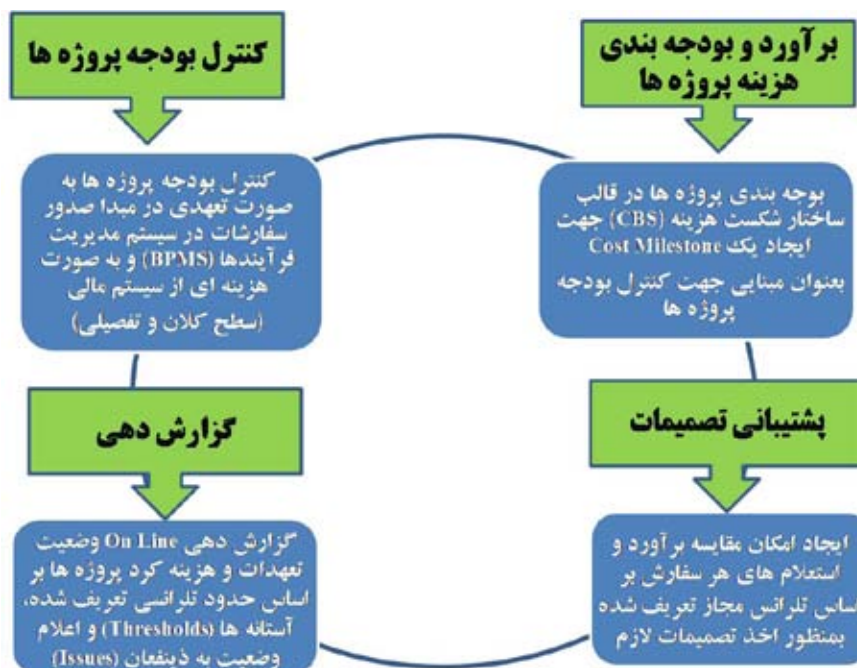 برآورد و بودجه بندی
هزینه پروژه ها
بوجه بندی پروژه ها در قالب
ساختار شکست هزینه (CBS) جهت
ایجاد یک Cost Milestone
بعنوان مبنایی جهت کنترل بودجه
پروژه ها
کنترل بودجه پروژه ها
کنترل بودجه پروژه ها به
صورت تعهدی در مبدا صدور
سفارشات در سیستم مدیریت
فرآیندها (BPMS) و به صورت
هزینه ای از سیستم مالی
(سطح کلان و تفصیلی)
پشتیبانی تصمیمات
ایجاد امکان مقایسه برآورد و
استعلام های هر سفارش بر
ساس تلرانس مجاز تعریف شده
بمنظور اخذ تصمیمات لازم
گزارش دهی
گزارش دهی On Line وضعیت
تعهدات و هزینه کرد پروژه ها بر
اساس حدود تلرانسی تعریف شده،
آستانه ها (Thresholds) و اعلام
وضعیت به ذینفعان (Issues)